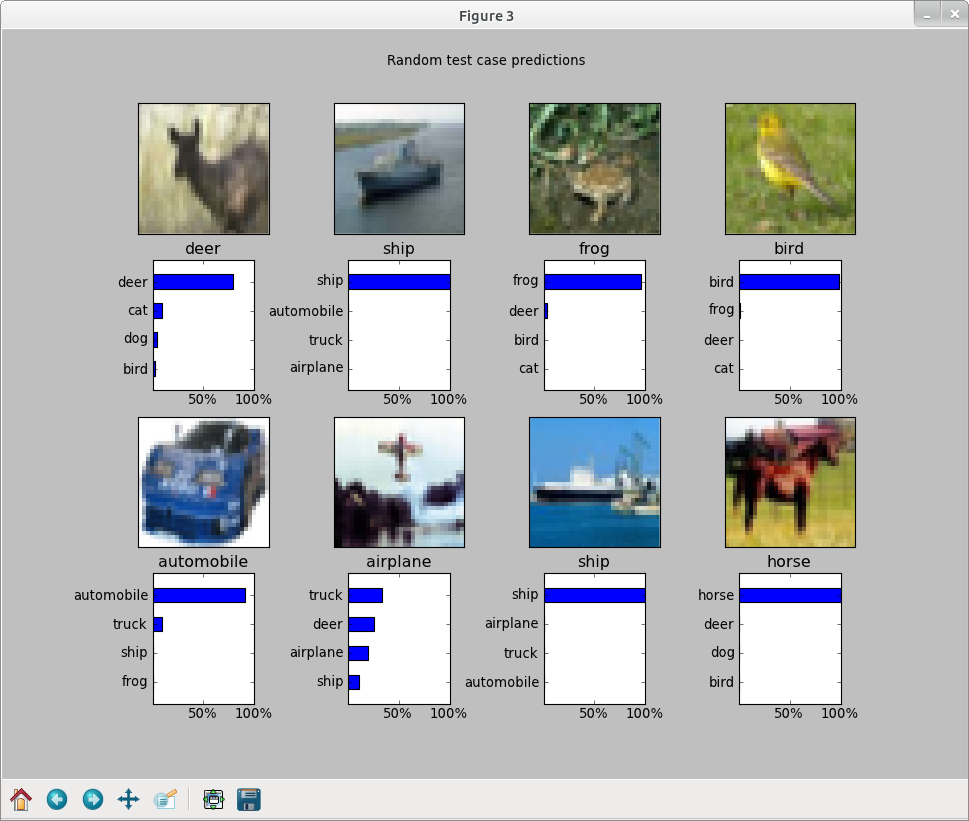 Figure 3
Random test case predictions
deer
ship
frog
bird
deer
cat
dog
bird
50% 100%
ship
automobile
truck
airplane
50% 100%
frog
deer
bird
cat
50% 100%
bird
frog
deer
cat
50% 100%
automobile
airplane
ship
horse
automobile
truck
ship
frog
50% 100%
truck
deer
airplane
ship
50% 100%
ship
airplane
truck
automobile
50% 100%
horse
deer
dog
bird
50% 100%